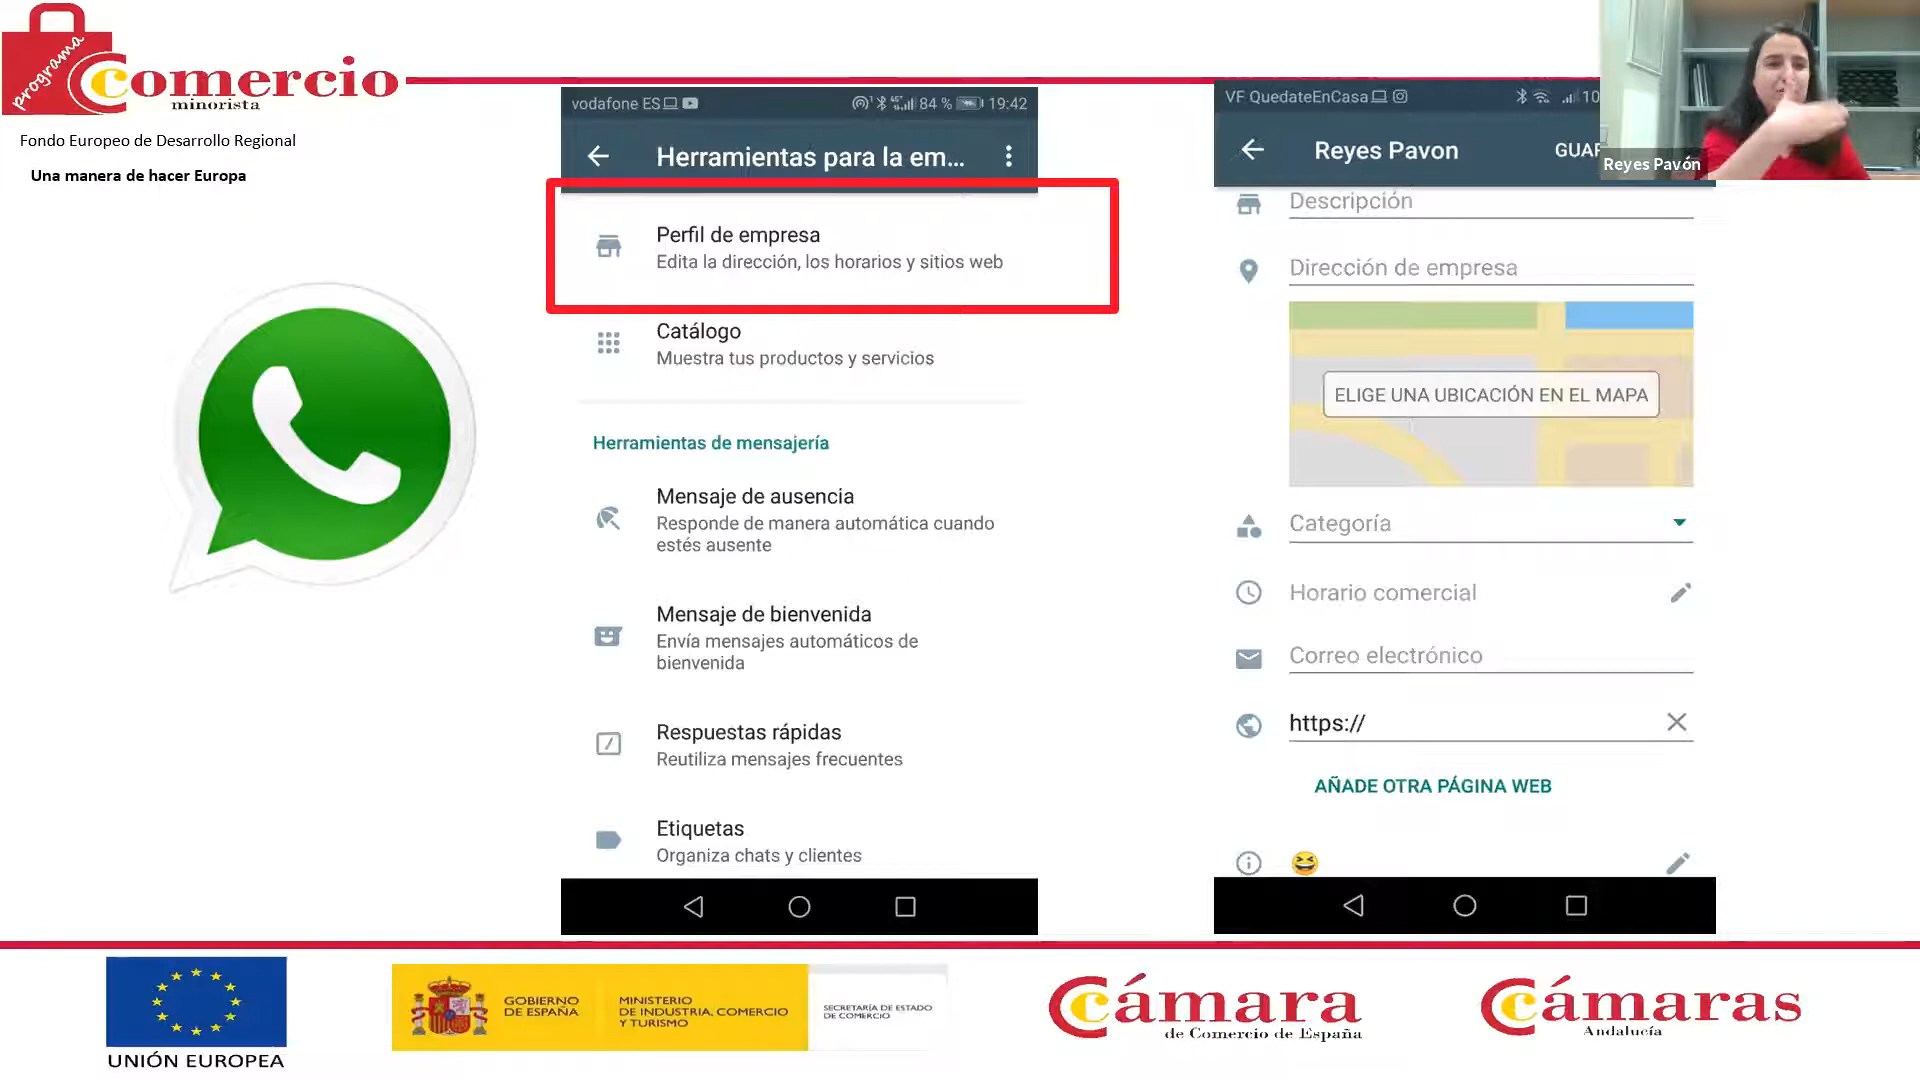 programa
Comercio
minorista
Fondo Europeo de Desarrollo Regional
Una manera de hacer Europa
vodafone ES
84 %
19:42
Herramientas para la em...
Perfil de empresa
Edita la dirección, los horarios y sitios web
Catálogo
Muestra tus productos y servicios
Herramientas de mensajería
Mensaje de ausencia
Responde de manera automática cuando
estés ausente
Mensaje de bienvenida
Envía mensajes automáticos de
bienvenida
Respuestas rápidas
Reutiliza mensajes frecuentes
Etiquetas
Organiza chats y clientes
VF QuedateEnCasa
10
Reyes Pavon
GUAR
Reyes Pavón
Descripción
Dirección de empresa
ELIGE UNA UBICACIÓN EN EL MAPA
Categoría
Horario comercial
Correo electrónico
https://
AÑADE OTRA PÁGINA WEB
UNIÓN EUROPEA
GOBIERNO
DE ESPAÑA
MINISTERIO
DE INDUSTRIA, COMERCIO
Y TURISMO
SECRETARÍA DE ESTADO
DE COMERCIO
Cámara
de Comercio de España
Cámaras
Andalucía